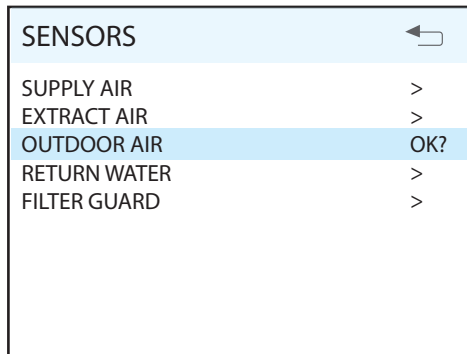 SENSORS
SUPPLY AIR >
EXTRACT AIR >
OUTDOOR AIR OK?
RETURN WATER >
FILTER GUARD >